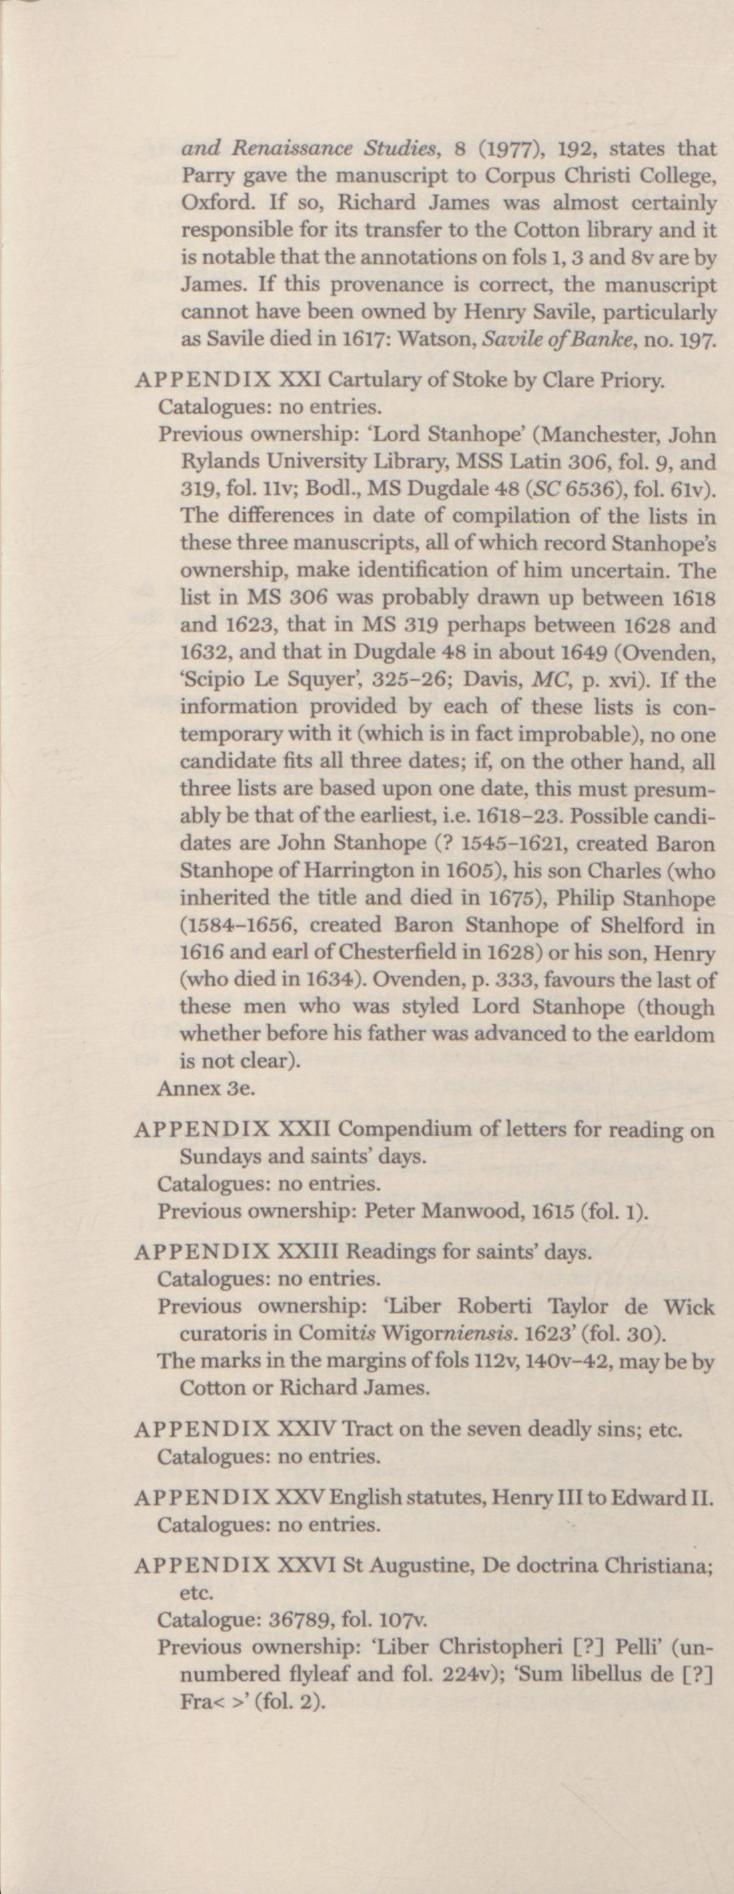 and Renaissance Studies, 8 (1977), 192, states that
Parry gave the manuscript to Corpus Christi College,
Oxford. If so, Richard James was almost certainly
responsible for its transfer to the Cotton library and it
is notable that the annotations on fols 1, 3 and 8v are by
James. If this provenance is correct, the manuscript
cannot have been owned by Henry Savile, particularly
as Savile died in 1617: Watson, Savile of Banke, no. 197.
APPENDIX XXI Cartulary of Stoke by Clare Priory.
Catalogues: no entries.
Previous ownership: ‘Lord Stanhope’ (Manchester, John
Rylands University Library, MSS Latin 306, fol. 9, and
319, fol. 11v; Bodl., MS Dugdale 48 (SC 6536), fol. 61v).
The differences in date of compilation of the lists in
these three manuscripts, all of which record Stanhope’s
ownership, make identification of him uncertain. The
list in MS 306 was probably drawn up between 1618
and 1623, that in MS 319 perhaps between 1628 and
1632, and that in Dugdale 48 in about 1649 (Ovenden,
‘Scipio Le Squyer’, 325–26; Davis, MC, p. xvi). If the
information provided by each of these lists is con-
temporary with it (which is in fact improbable), no one
candidate fits all three dates; if, on the other hand, all
three lists are based upon one date, this must presum-
ably be that of the earliest, i.e. 1618–23. Possible candi-
dates are John Stanhope (? 1545–1621, created Baron
Stanhope of Harrington in 1605), his son Charles (who
inherited the title and died in 1675), Philip Stanhope
(1584–1656, created Baron Stanhope of Shelford in
1616 and earl of Chesterfield in 1628) or his son, Henry
(who died in 1634). Ovenden, p. 333, favours the last of
these men who was styled Lord Stanhope (though
whether before his father was advanced to the earldom
is not clear).
Annex 3e.
APPENDIX XXII Compendium of letters for reading on
Sundays and saints’ days.
Catalogues: no entries.
Previous ownership: Peter Manwood, 1615 (fol. 1).
APPENDIX XXIII Readings for saints’ days.
Catalogues: no entries.
Previous ownership: ‘Liber Roberti Taylor de Wick
curatoris in Comitis Wigorniensis. 1623’ (fol. 30).
The marks in the margins of fols 112v, 140v–42, may be by
Cotton or Richard James.
APPENDIX XXIV Tract on the seven deadly sins; etc.
Catalogues: no entries.
APPENDIX XXV English statutes, Henry III to Edward II.
Catalogues: no entries.
APPENDIX XXVI St Augustine, De doctrina Christiana;
etc.
Catalogue: 36789, fol. 107v.
Previous ownership: ‘Liber Christopheri [?] Pelli’ (un-
numbered flyleaf and fol. 224v); ‘Sum libellus de [?]
Fra< >’ (fol. 2).